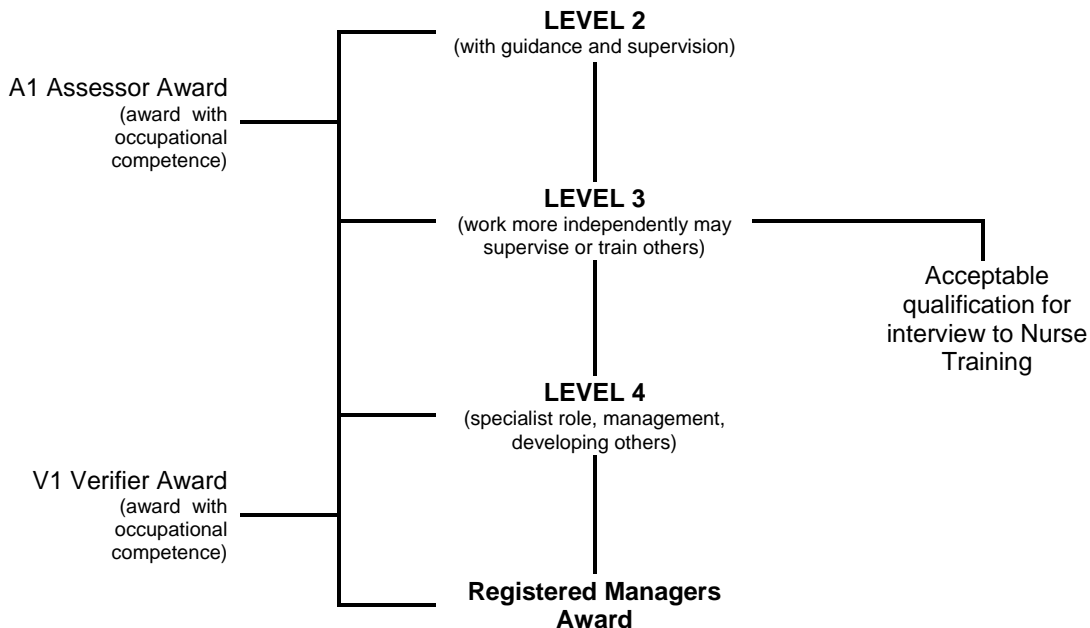 LEVEL 2
(with guidance and supervision)
A1 Assessor Award
(award with
occupational
competence)
LEVEL 3
(work more independently may
supervise or train others)
Acceptable
qualification for
interview to Nurse
Training
LEVEL 4
(specialist role, management,
developing others)
V1 Verifier Award
(award with
occupational
competence)
Registered Managers
Award